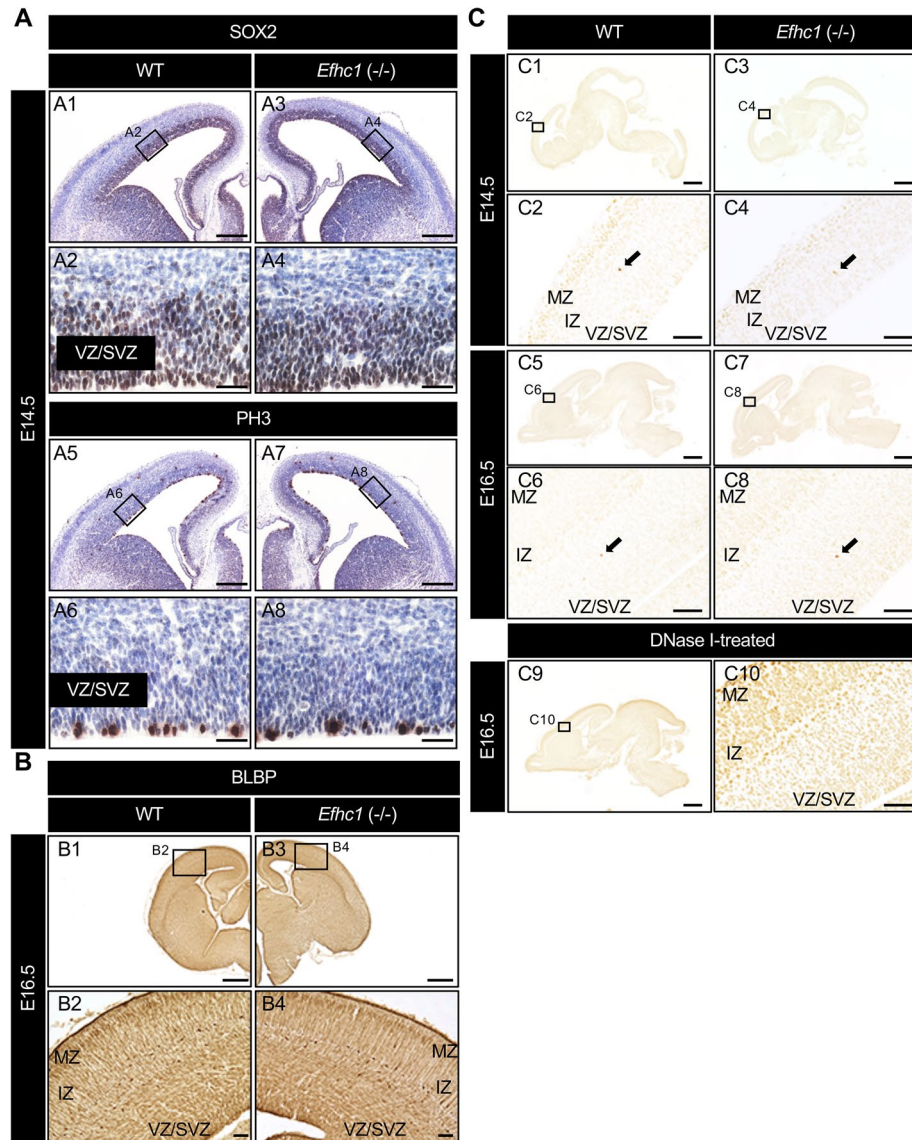 A
SOX2
WT
Efhc1 (-/-)
E14.5
A1
A2
A3
A4
A2
VZ/SVZ
A4
PH3
A5
A6
A7
A8
A6
VZ/SVZ
A8
B
BLBP
WT
Efhc1 (-/-)
E16.5
B1
B2
B3
B4
B2
MZ
IZ
VZ/SVZ
B4
MZ
IZ
VZ/SVZ
C
WT
Efhc1 (-/-)
E14.5
C1
C2
C3
C4
C2
MZ
IZ
VZ/SVZ
C4
MZ
IZ
VZ/SVZ
E16.5
C5
C6
C7
C8
C6
MZ
IZ
VZ/SVZ
C8
MZ
IZ
VZ/SVZ
DNase I-treated
E16.5
C9
C10
C10
MZ
IZ
VZ/SVZ